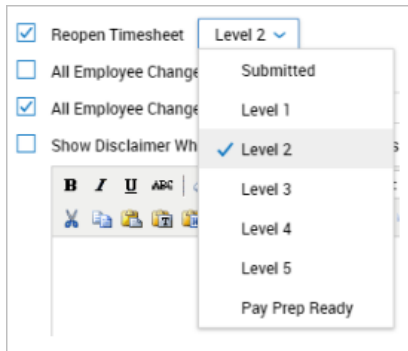 Reopen Timesheet Level 2
All Employee Change
Submitted
Level 1
All Employee Change
Show Disclaimer Wh
Level 2
s
Level 3
Level 4
Level 5
Pay Prep Ready
B I U ABC